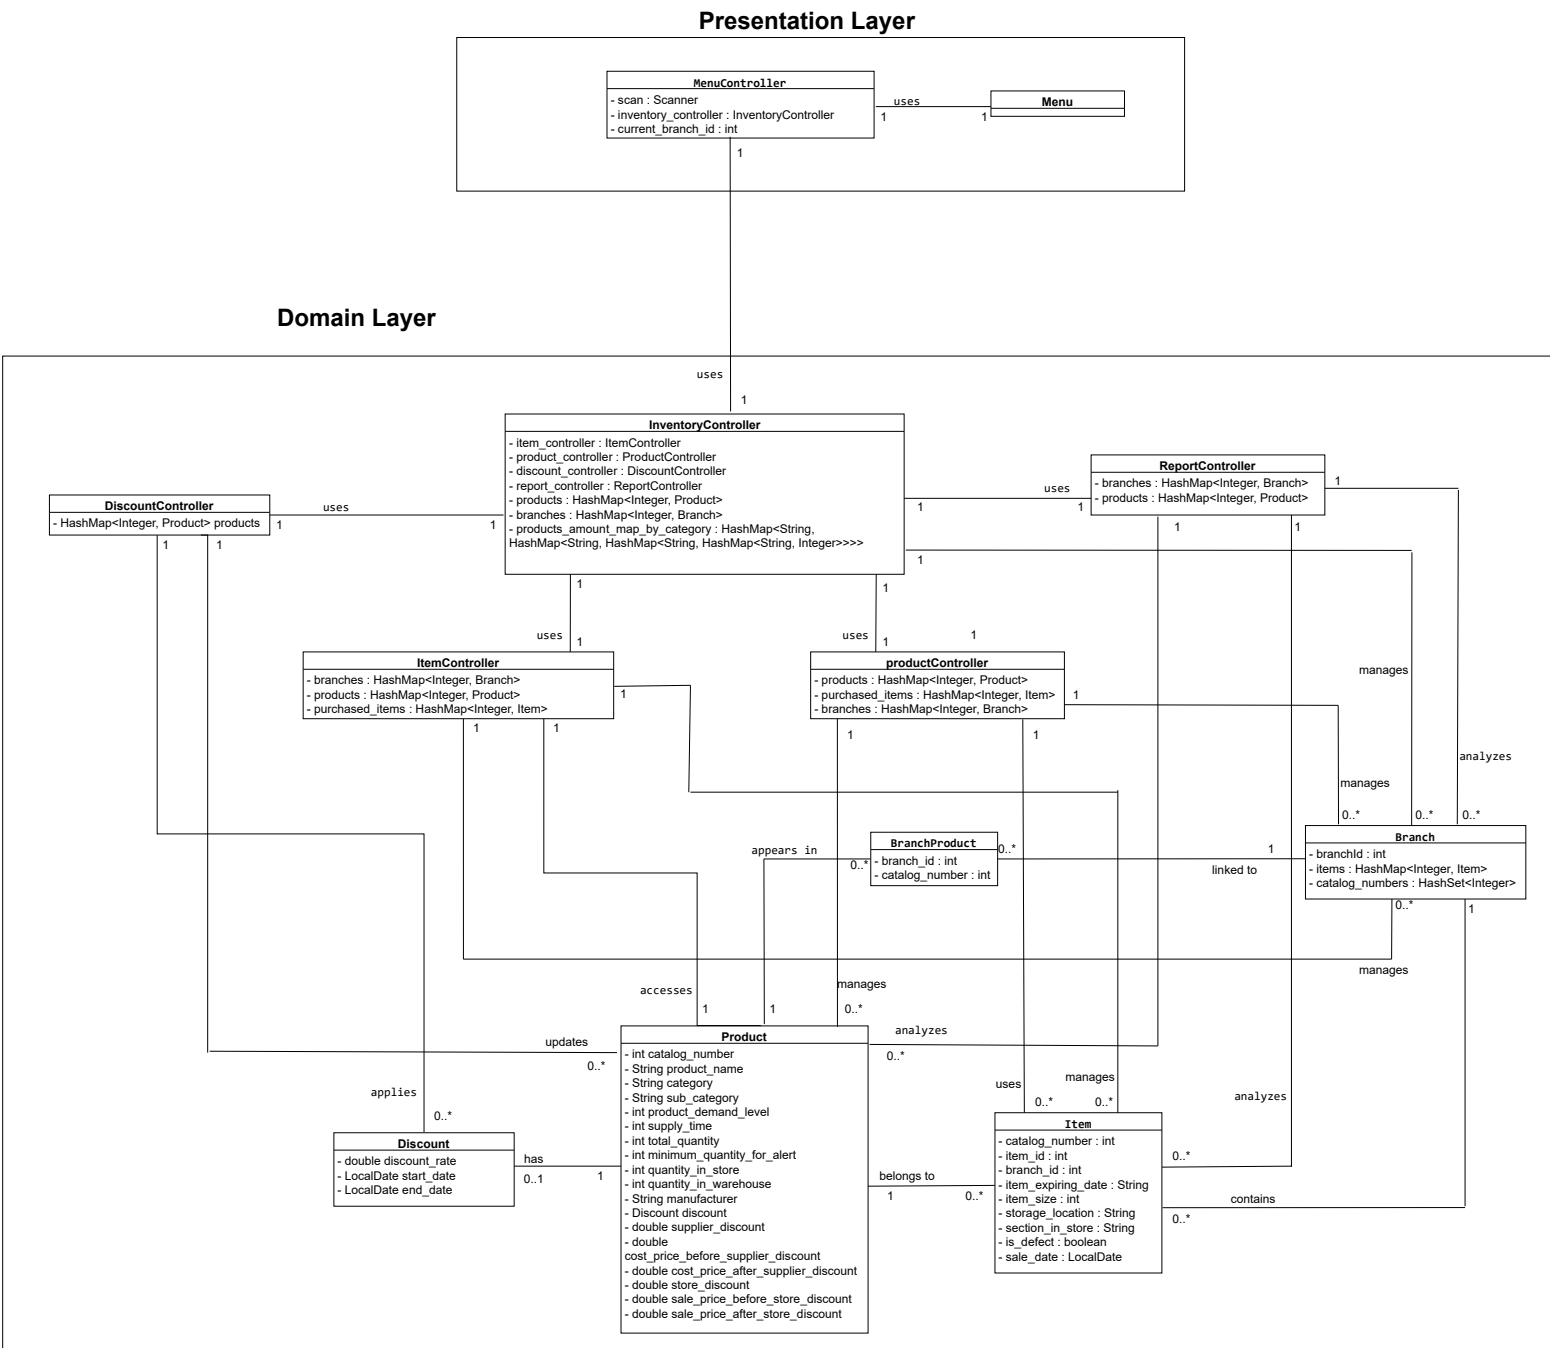 Presentation Layer
MenuController
- scan : Scanner
- inventory_controller : InventoryController
- current_branch_id : int
uses
1
1
Menu
1
Domain Layer
uses
1
InventoryController
- item_controller : ItemController
- product_controller : ProductController
- discount_controller : DiscountController
- report_controller : ReportController
- products : HashMap<Integer, Product>
- branches : HashMap<Integer, Branch>
- products_amount_map_by_category : HashMap<String,
HashMap<String, HashMap<String, HashMap<String, Integer>>>>
ReportController
- branches : HashMap<Integer, Branch>
- products : HashMap<Integer, Product>
DiscountController
- HashMap<Integer, Product> products
uses
1
1
uses
1
1
1
1
1
1
1
1
1
1
uses
1
uses
1
1
manages
analyzes
ItemController
- branches : HashMap<Integer, Branch>
- products : HashMap<Integer, Product>
- purchased_items : HashMap<Integer, Item>
1
1
1
productController
- products : HashMap<Integer, Product>
- purchased_items : HashMap<Integer, Item>
- branches : HashMap<Integer, Branch>
1
1
1
manages
0..*
0..*
0..*
appears in
0..*
BranchProduct
- branch_id : int
- catalog_number : int
0..*
linked to
1
Branch
- branchId : int
- items : HashMap<Integer, Item>
- catalog_numbers : HashSet<Integer>
0..*
1
manages
accesses
1
1
manages
0..*
analyzes
0..*
updates
0..*
applies
0..*
Product
- int catalog_number
- String product_name
- String category
- String sub_category
- int product_demand_level
- int supply_time
- int total_quantity
- int minimum_quantity_for_alert
- int quantity_in_store
- int quantity_in_warehouse
- String manufacturer
- Discount discount
- double supplier_discount
- double
cost_price_before_supplier_discount
- double cost_price_after_supplier_discount
- double store_discount
- double sale_price_before_store_discount
- double sale_price_after_store_discount
Discount
- double discount_rate
- LocalDate start_date
- LocalDate end_date
has
0..1
1
uses
0..*
manages
0..*
analyzes
0..*
belongs to
1
0..*
Item
- catalog_number : int
- item_id : int
- branch_id : int
- item_expiring_date : String
- item_size : int
- storage_location : String
- section_in_store : String
- is_defect : boolean
- sale_date : LocalDate
contains
0..*